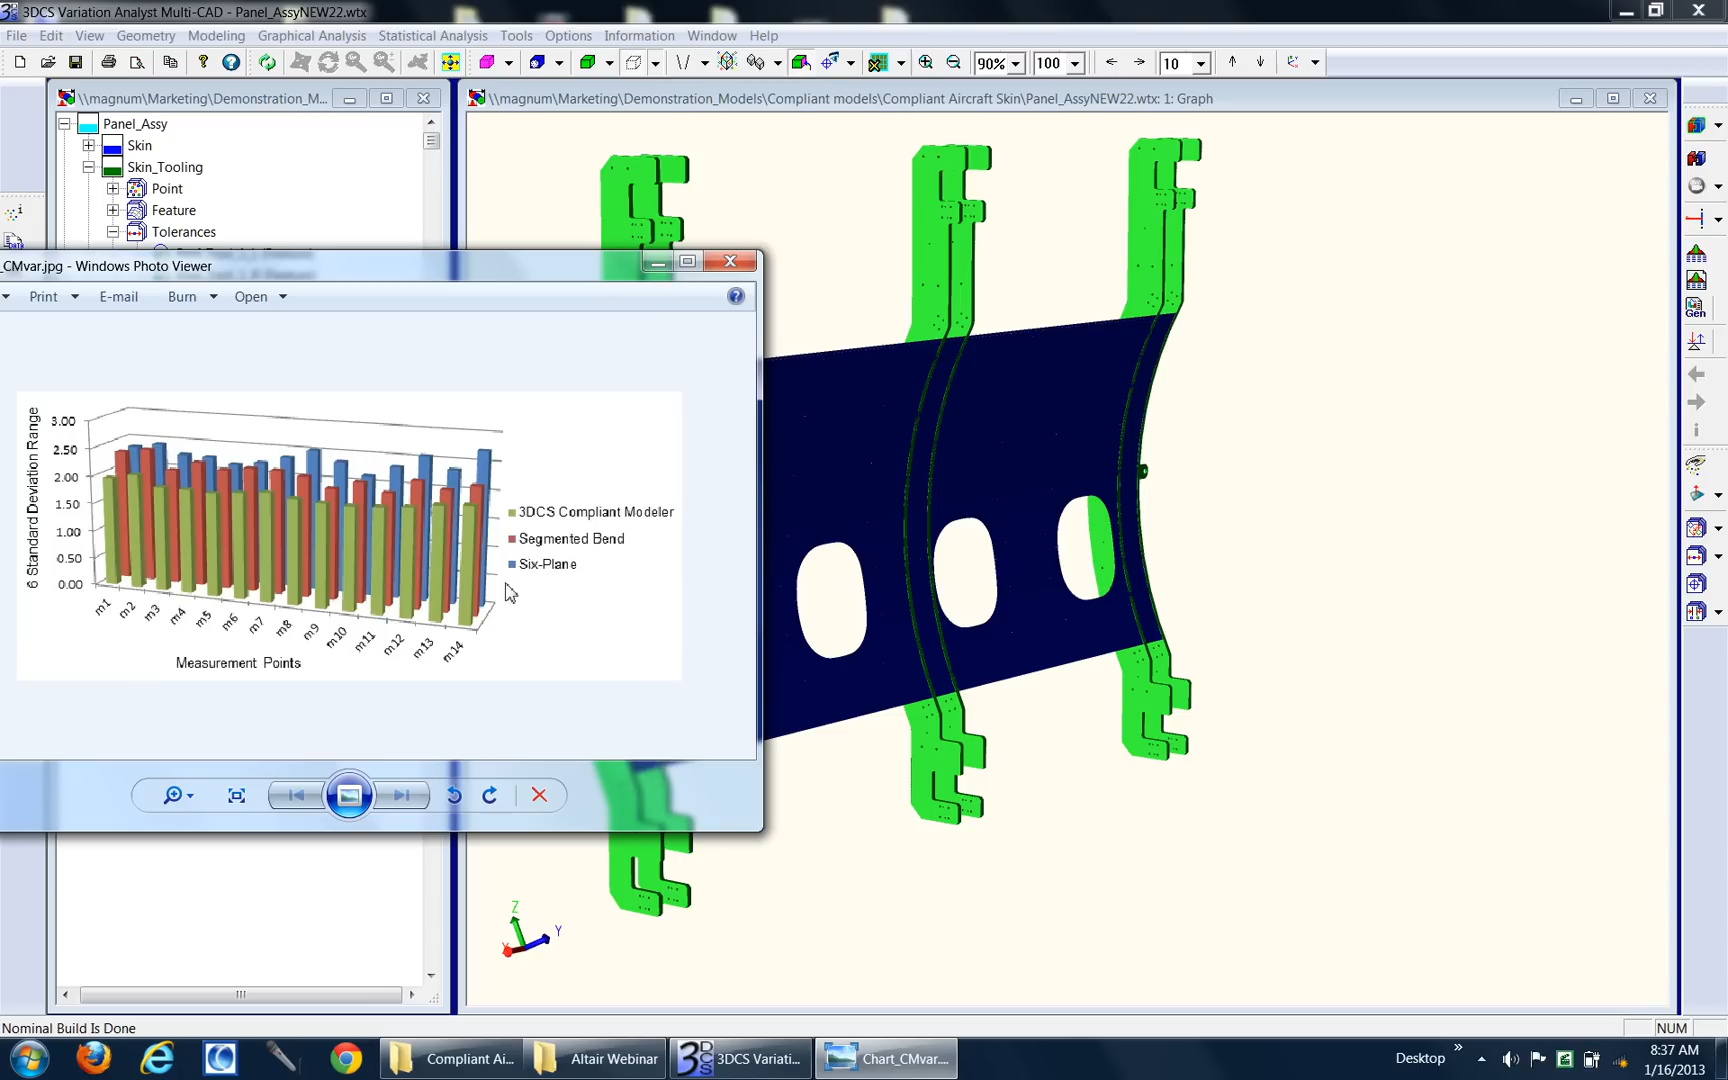 3DCS Variation Analyst Multi-CAD - Panel_AssyNEW22.wtx
File Edit View Geometry Modeling Graphical Analysis Statistical Analysis Tools Options Information Window Help
90% 100 10
\\magnum\Marketing\Demonstration_M...
\\magnum\Marketing\Demonstration_Models\Compliant models\Compliant Aircraft Skin\Panel_AssyNEW22.wtx: 1: Graph
Panel_Assy
Skin
Skin_Tooling
Point
Feature
Tolerances
_CMvar.jpg - Windows Photo Viewer
Print E-mail Burn Open
6 Standard Deviation Range
3.00
2.50
2.00
1.50
1.00
0.50
0.00
m1 m2 m3 m4 m5 m6 m7 m8 m9 m10 m11 m12 m13 m14
Measurement Points
3DCS Compliant Modeler
Segmented Bend
Six-Plane
Gen
Z
Y
X
Nominal Build Is Done
NUM
Compliant Ai...
Altair Webinar
3DCS Variati...
Chart_CMvar....
Desktop
8:37 AM
1/16/2013